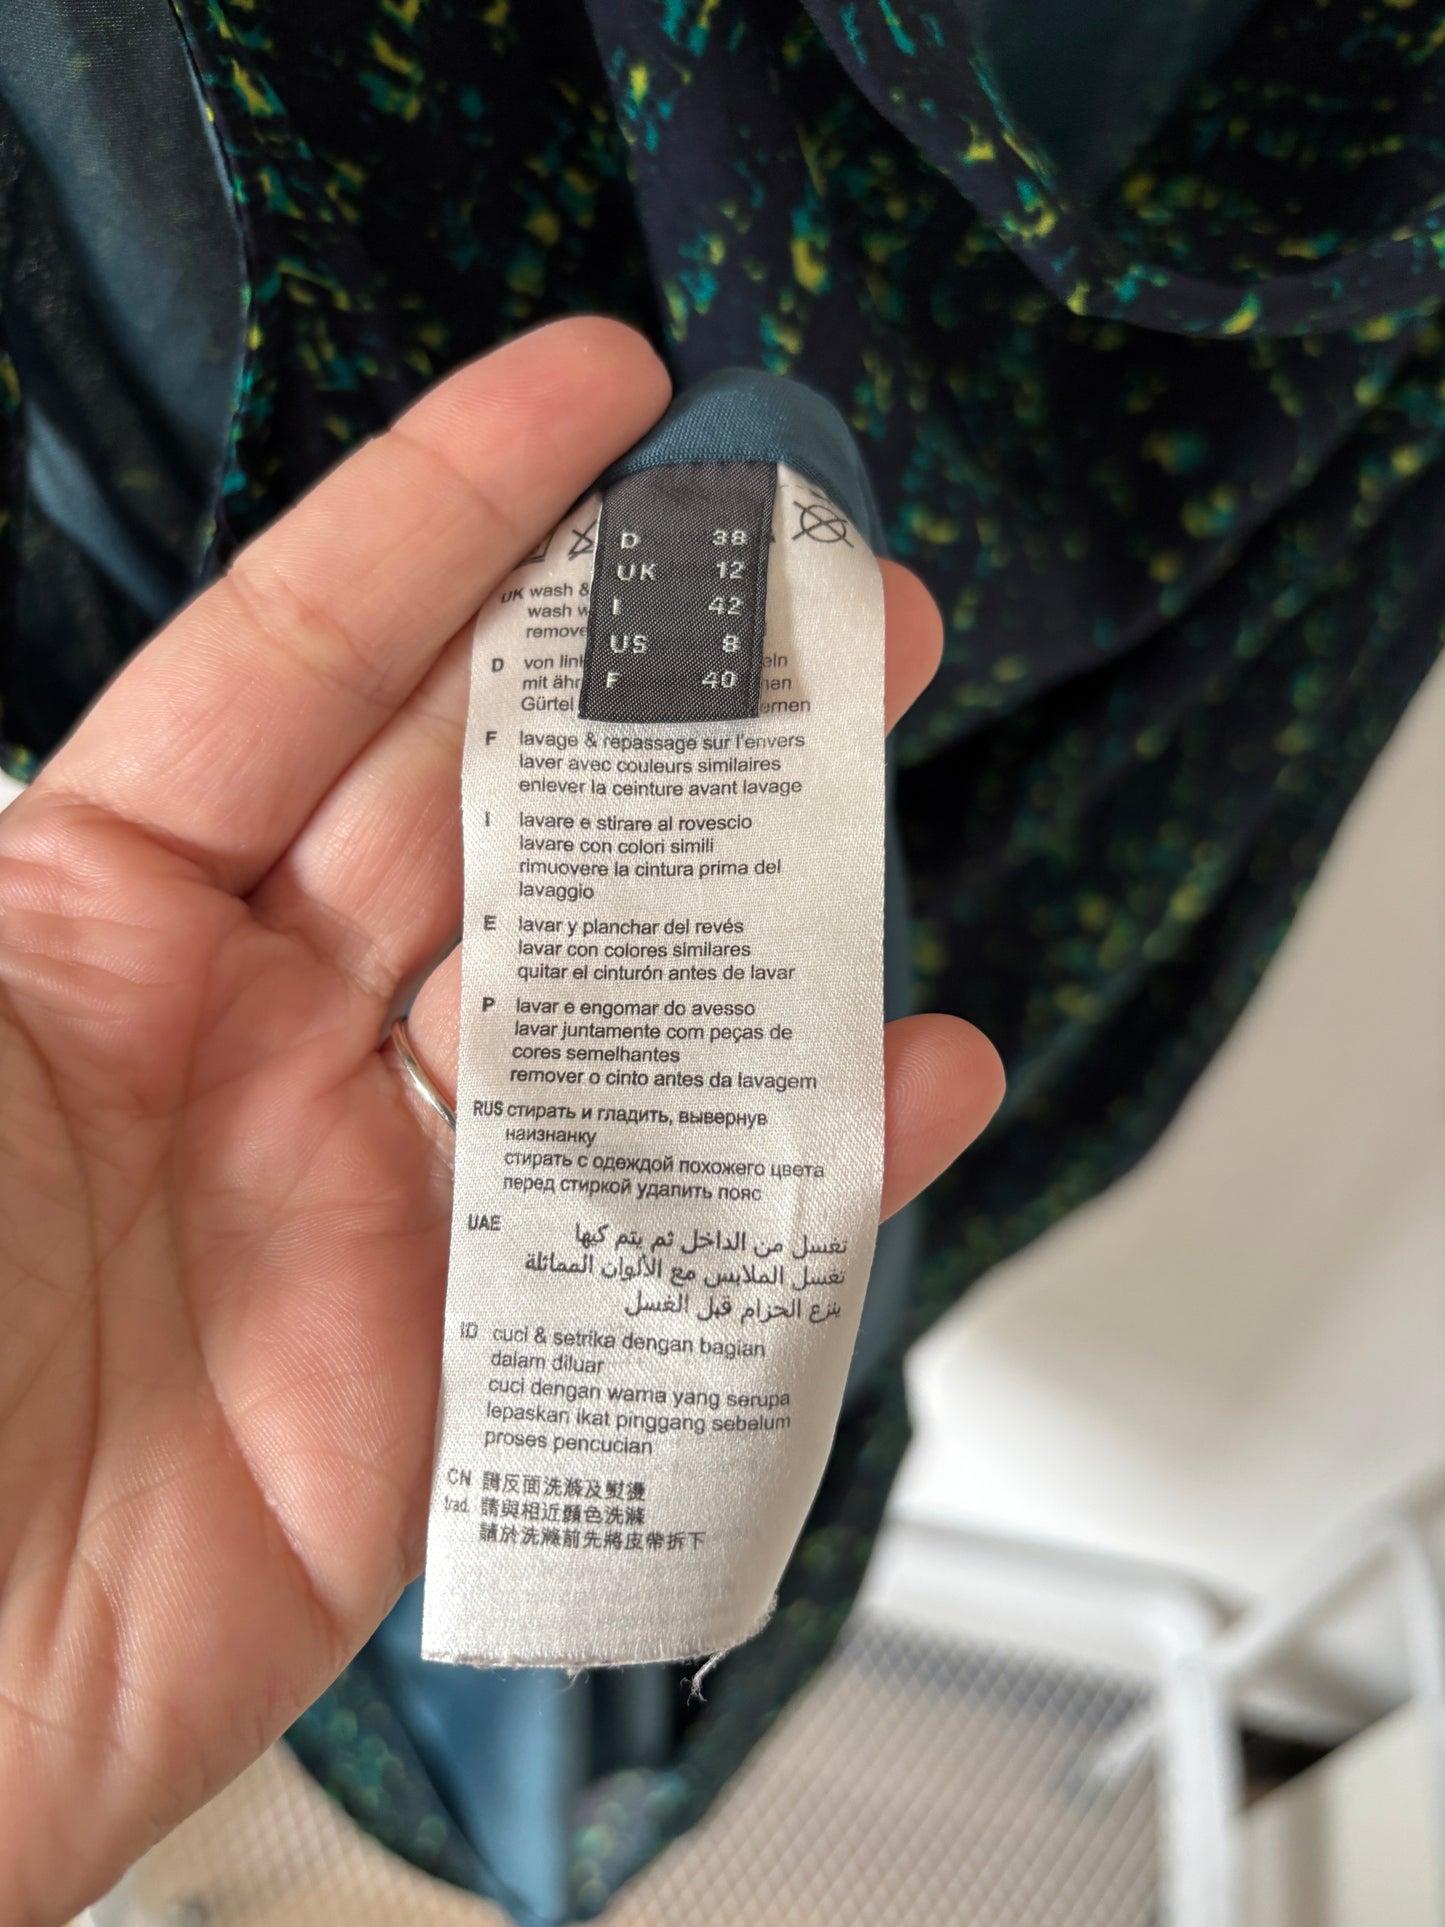 D 38
UK 12
I 42
US 8
F 40
UK wash &
wash
remove
D von
mit
Gürtel
F lavage & repassage sur l'envers
laver avec couleurs similaires
enlever la ceinture avant lavage
I lavare e stirare al rovescio
lavare con colori simili
rimuovere la cintura prima del
lavaggio
E lavar y planchar del revés
lavar con colores similares
quitar el cinturón antes de lavar
P lavar e engomar do avesso
lavar juntamente com peças de
cores semelhantes
remover o cinto antes da lavagem
RUS стирать и гладить, вывернув
наизнанку
стирать с одеждой похожего цвета
перед стиркой удалить пояс
UAE تغسل من الداخل ثم يتم كيها
تغسل الملابس مع الألوان المماثلة
ينزع الحزام قبل الغسل
ID cuci & setrika dengan bagian
dalam diluar
cuci dengan warna yang serupa
lepaskan ikat pinggang sebelum
proses pencucian
CN 請反面洗滌及熨燙
trad. 請與相近顏色洗滌
請於洗滌前先將皮帶拆下